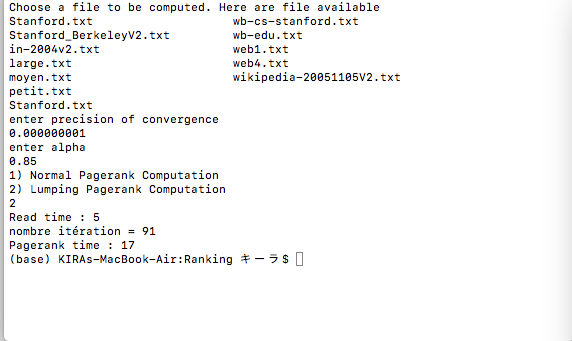 Choose a file to be computed. Here are file available
Stanford.txt wb-cs-stanford.txt
Stanford_BerkeleyV2.txt wb-edu.txt
in-2004v2.txt web1.txt
large.txt web4.txt
moyen.txt wikipedia-20051105V2.txt
petit.txt
Stanford.txt
enter precision of convergence
0.000000001
enter alpha
0.85
1) Normal Pagerank Computation
2) Lumping Pagerank Computation
2
Read time : 5
nombre itération = 91
Pagerank time : 17
(base) KIRAs-MacBook-Air:Ranking キーラ$